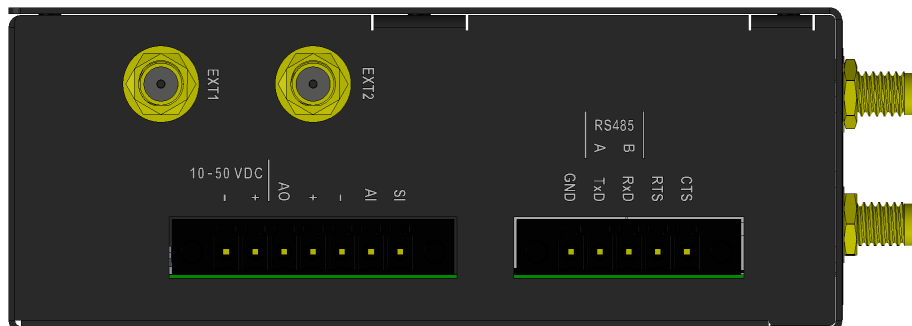 EXT1
EXT2
RS485
A B
10-50 VDC
- + AO + - AI SI
GND TxD RxD RTS CTS